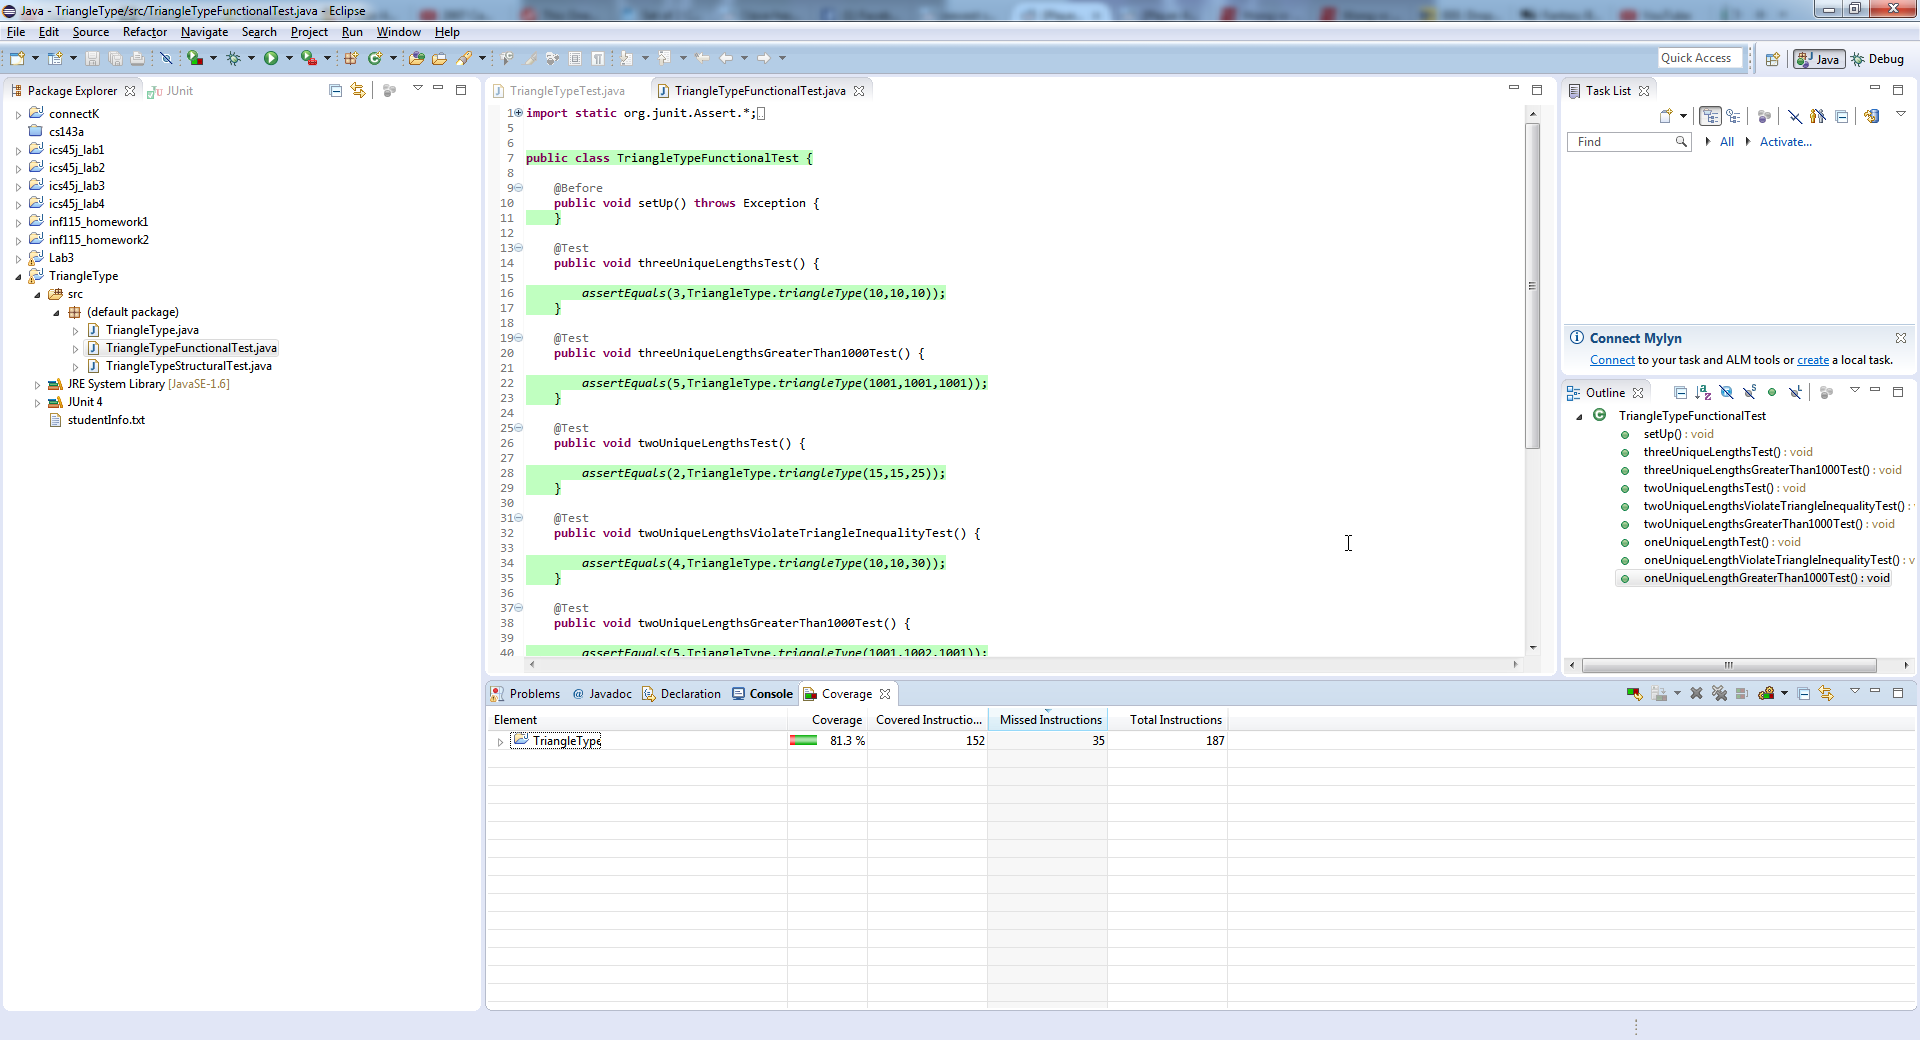 Java - TriangleType/src/TriangleTypeFunctionalTest.java - Eclipse
File Edit Source Refactor Navigate Search Project Run Window Help
Quick Access Java Debug
Package Explorer JUnit
connectK
cs143a
ics45j_lab1
ics45j_lab2
ics45j_lab3
ics45j_lab4
inf115_homework1
inf115_homework2
Lab3
TriangleType
src
(default package)
TriangleType.java
TriangleTypeFunctionalTest.java
TriangleTypeStructuralTest.java
JRE System Library [JavaSE-1.6]
JUnit 4
studentInfo.txt
TriangleTypeTest.java TriangleTypeFunctionalTest.java
1 import static org.junit.Assert.*;
5
6
7 public class TriangleTypeFunctionalTest {
8
9 @Before
10 public void setUp() throws Exception {
11 }
12
13 @Test
14 public void threeUniqueLengthsTest() {
15
16 assertEquals(3,TriangleType.triangleType(10,10,10));
17 }
18
19 @Test
20 public void threeUniqueLengthsGreaterThan1000Test() {
21
22 assertEquals(5,TriangleType.triangleType(1001,1001,1001));
23 }
24
25 @Test
26 public void twoUniqueLengthsTest() {
27
28 assertEquals(2,TriangleType.triangleType(15,15,25));
29 }
30
31 @Test
32 public void twoUniqueLengthsViolateTriangleInequalityTest() {
33
34 assertEquals(4,TriangleType.triangleType(10,10,30));
35 }
36
37 @Test
38 public void twoUniqueLengthsGreaterThan1000Test() {
39
40 assertEquals(5,TriangleType.triangleType(1001,1002,1001));
Task List
Find All Activate...
Connect Mylyn
Connect to your task and ALM tools or create a local task.
Outline
TriangleTypeFunctionalTest
setUp() : void
threeUniqueLengthsTest() : void
threeUniqueLengthsGreaterThan1000Test() : void
twoUniqueLengthsTest() : void
twoUniqueLengthsViolateTriangleInequalityTest() :
twoUniqueLengthsGreaterThan1000Test() : void
oneUniqueLengthTest() : void
oneUniqueLengthViolateTriangleInequalityTest() : v
oneUniqueLengthGreaterThan1000Test() : void
Problems @ Javadoc Declaration Console Coverage
Element Coverage Covered Instructio... Missed Instructions Total Instructions
TriangleType 81.3 % 152 35 187